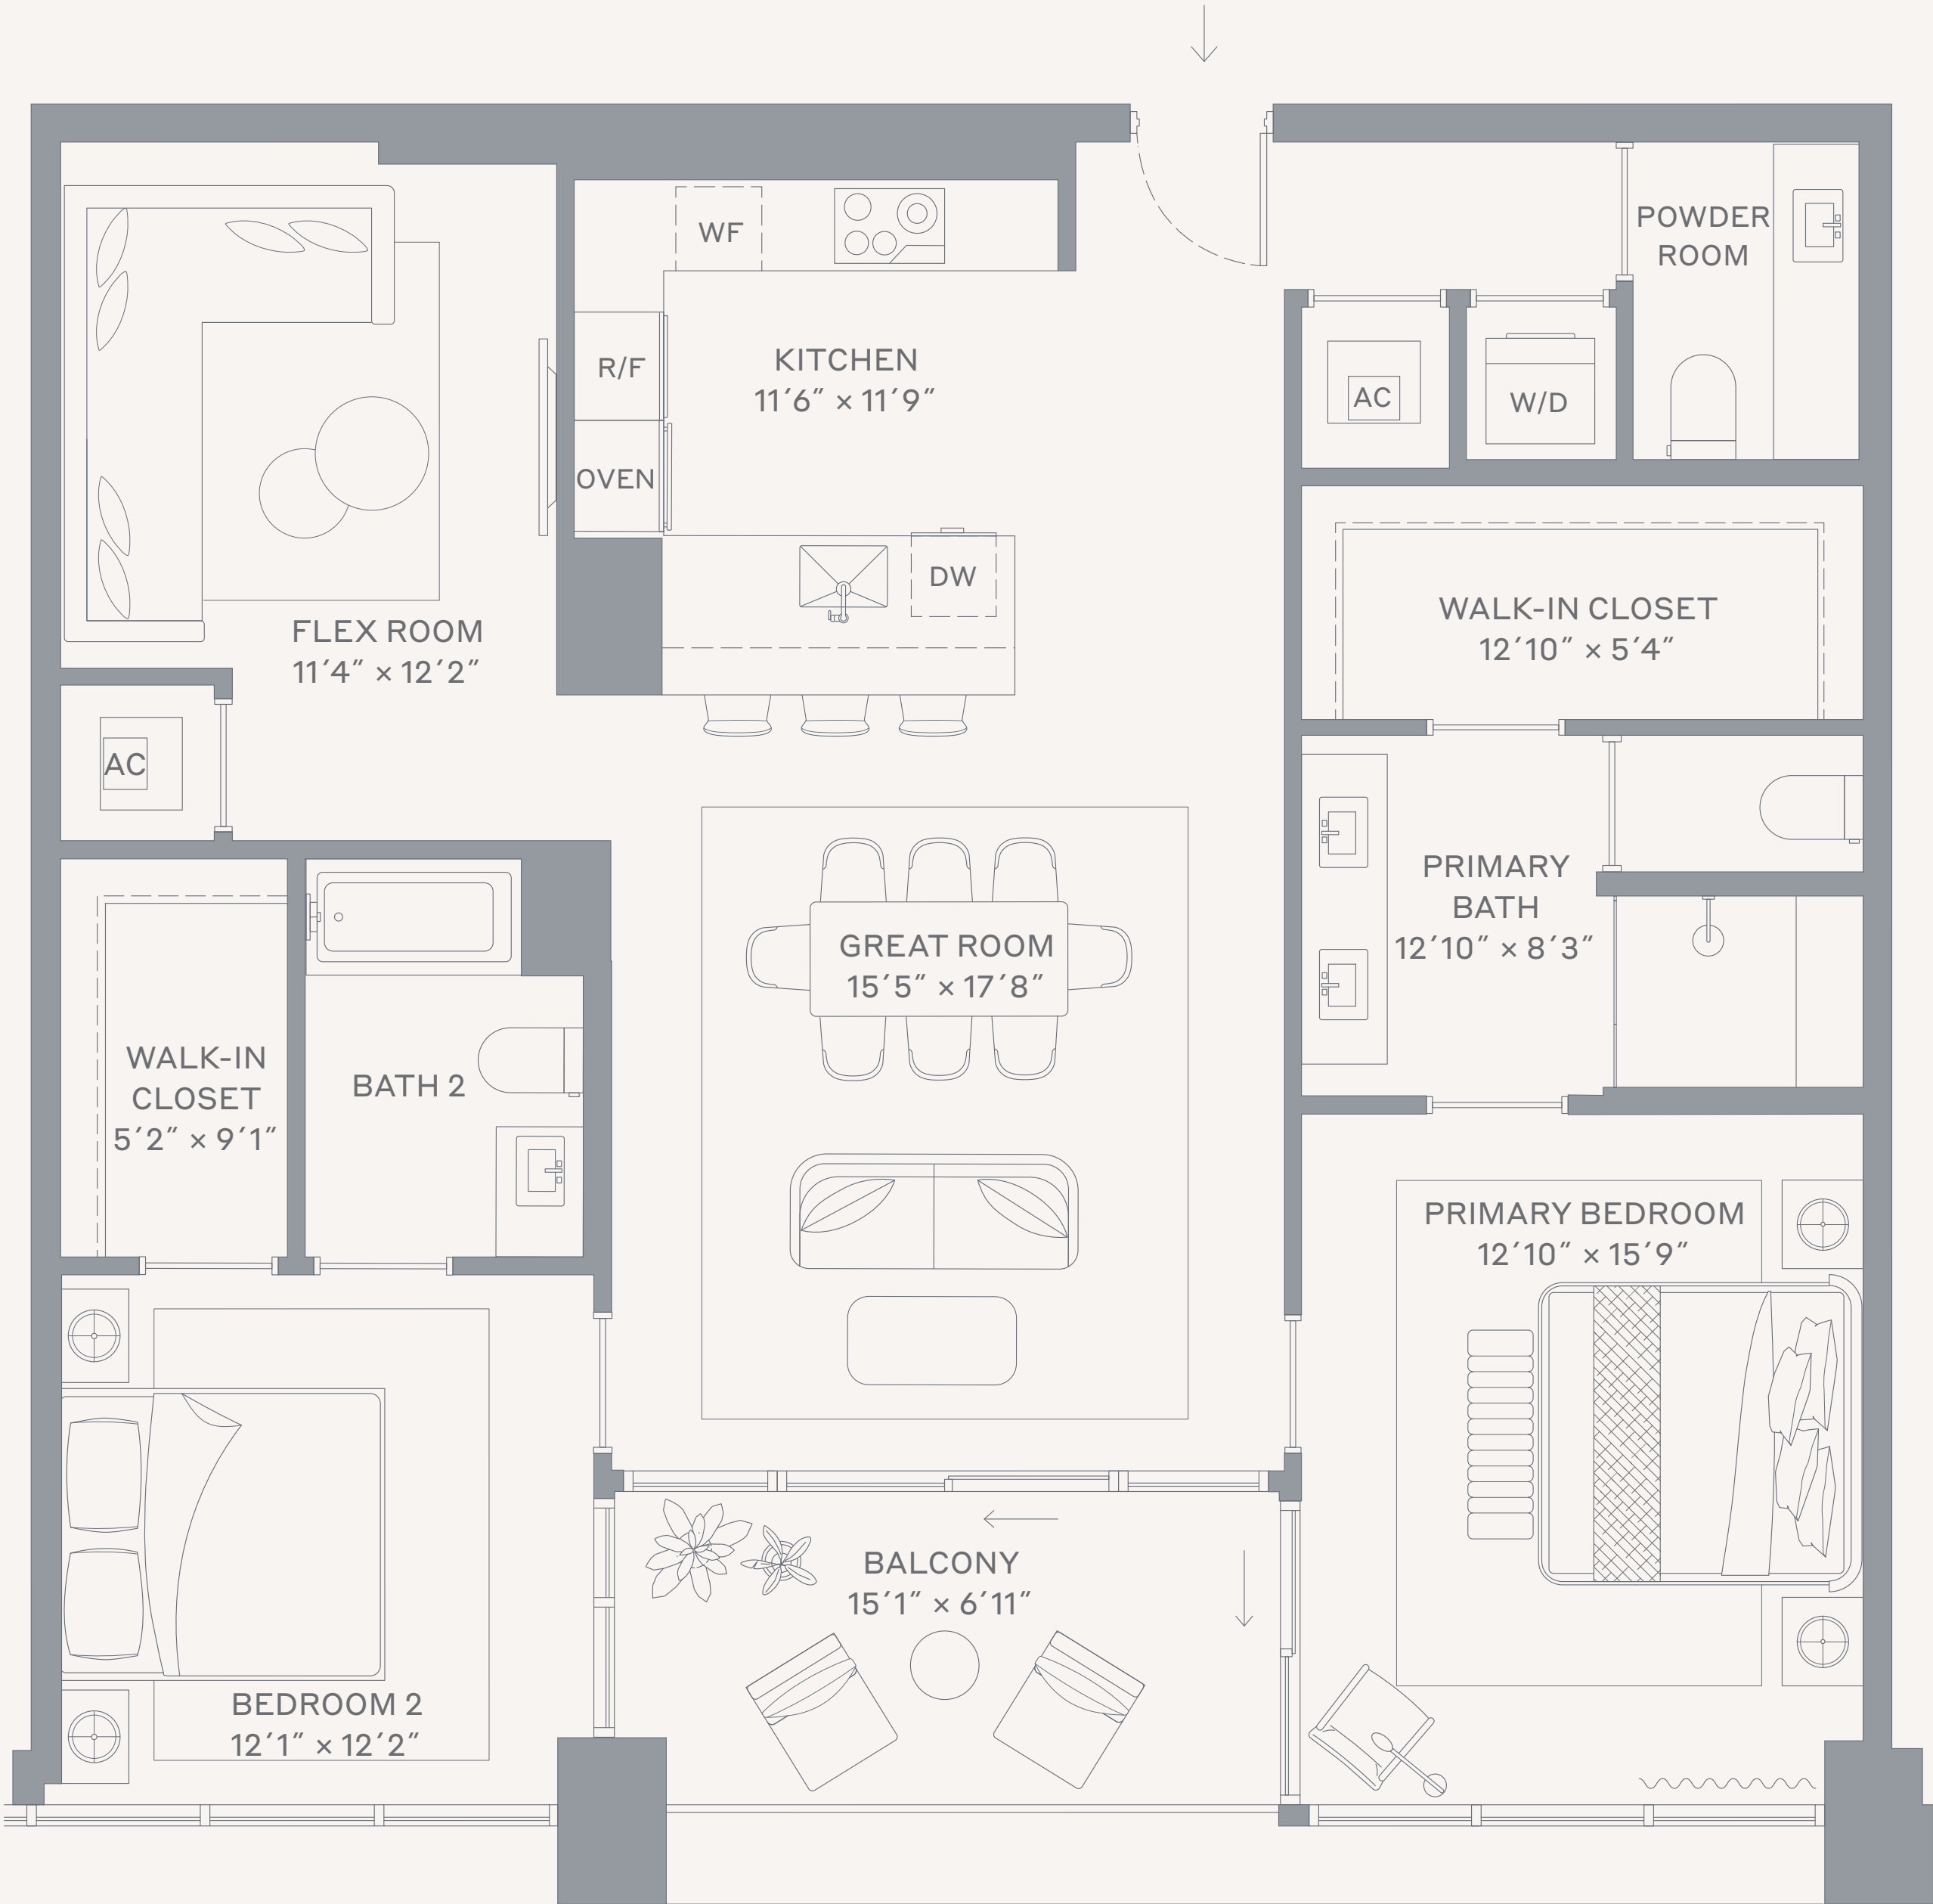 POWDER
ROOM
WF
R/F
KITCHEN
11´6˝ × 11´9˝
AC
W/D
OVEN
DW
FLEX ROOM
11´4˝ × 12´2˝
WALK-IN CLOSET
12´10˝ × 5´4˝
AC
PRIMARY
BATH
12´10˝ × 8´3˝
GREAT ROOM
15´5˝ × 17´8˝
WALK-IN
CLOSET
5´2˝ × 9´1˝
BATH 2
PRIMARY BEDROOM
12´10˝ × 15´9˝
BALCONY
15´1˝ × 6´11˝
BEDROOM 2
12´1˝ × 12´2˝